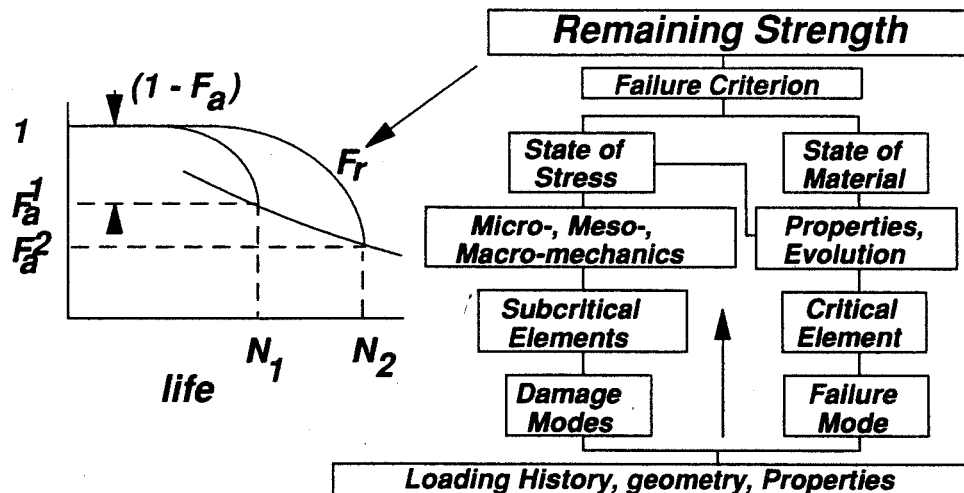 Remaining Strength
Failure Criterion
State of
Stress
State of
Material
Micro-, Meso-,
Macro-mechanics
Properties,
Evolution
Subcritical
Elements
Critical
Element
Damage
Modes
Failure
Mode
Loading History, geometry, Properties
(1 - Fa)
1
Fr
Fa1
Fa2
N1
N2
life